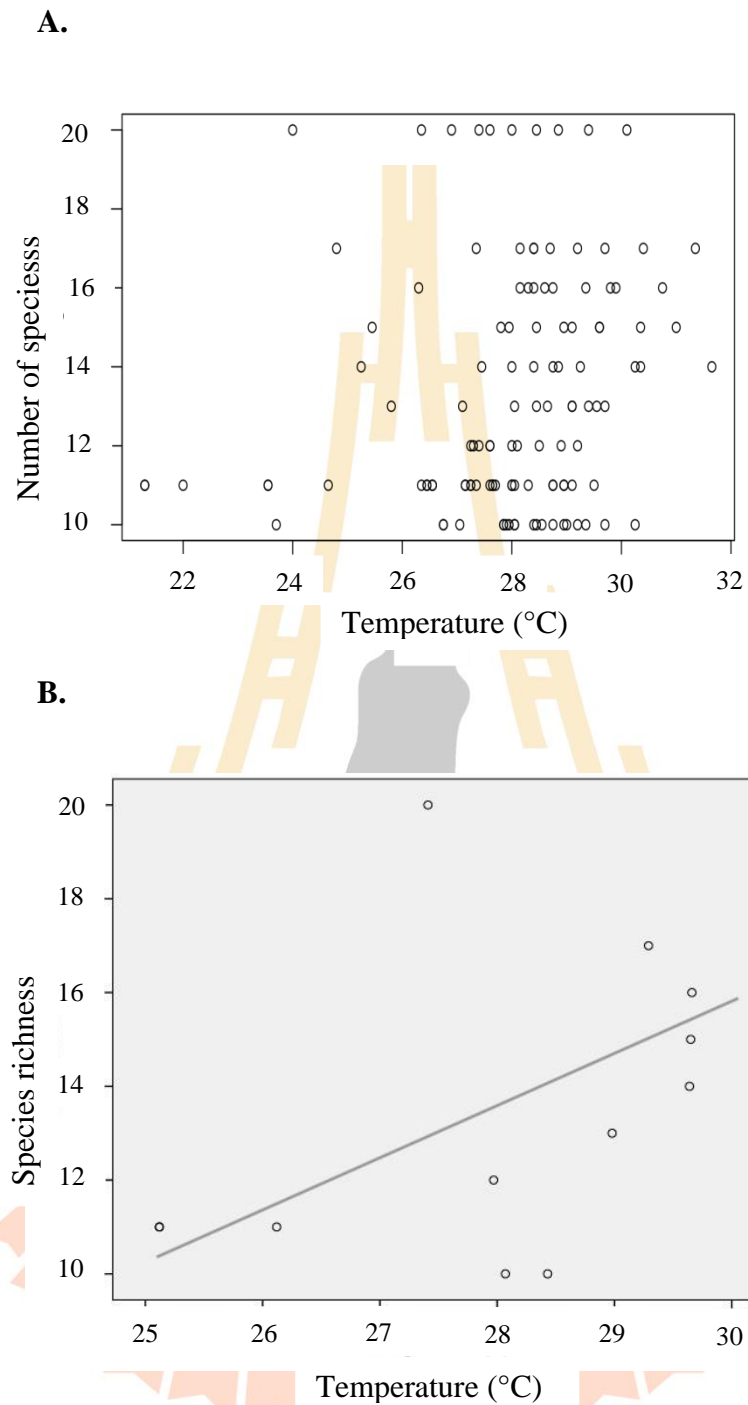 A.
20
18
16
14
12
10
Number of speciesss
22 24 26 28 30 32
Temperature (°C)
B.
20
18
16
14
12
10
Species richness
25 26 27 28 29 30
Temperature (°C)